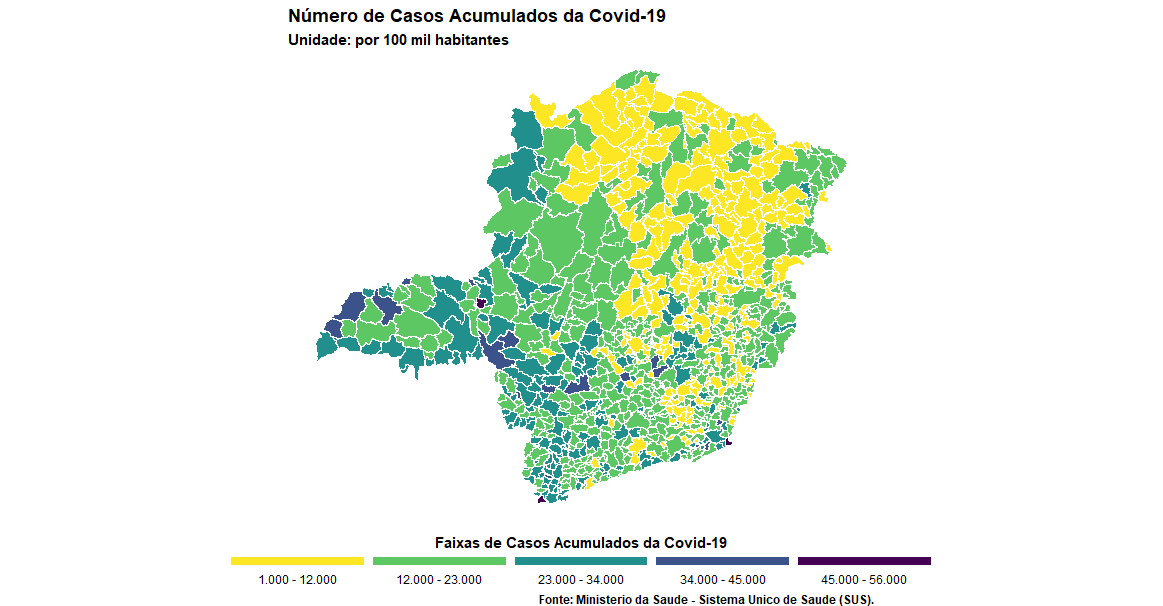 Número de Casos Acumulados da Covid-19
Unidade: por 100 mil habitantes
Faixas de Casos Acumulados da Covid-19
1.000 - 12.000 12.000 - 23.000 23.000 - 34.000 34.000 - 45.000 45.000 - 56.000
Fonte: Ministerio da Saude - Sistema Unico de Saude (SUS).